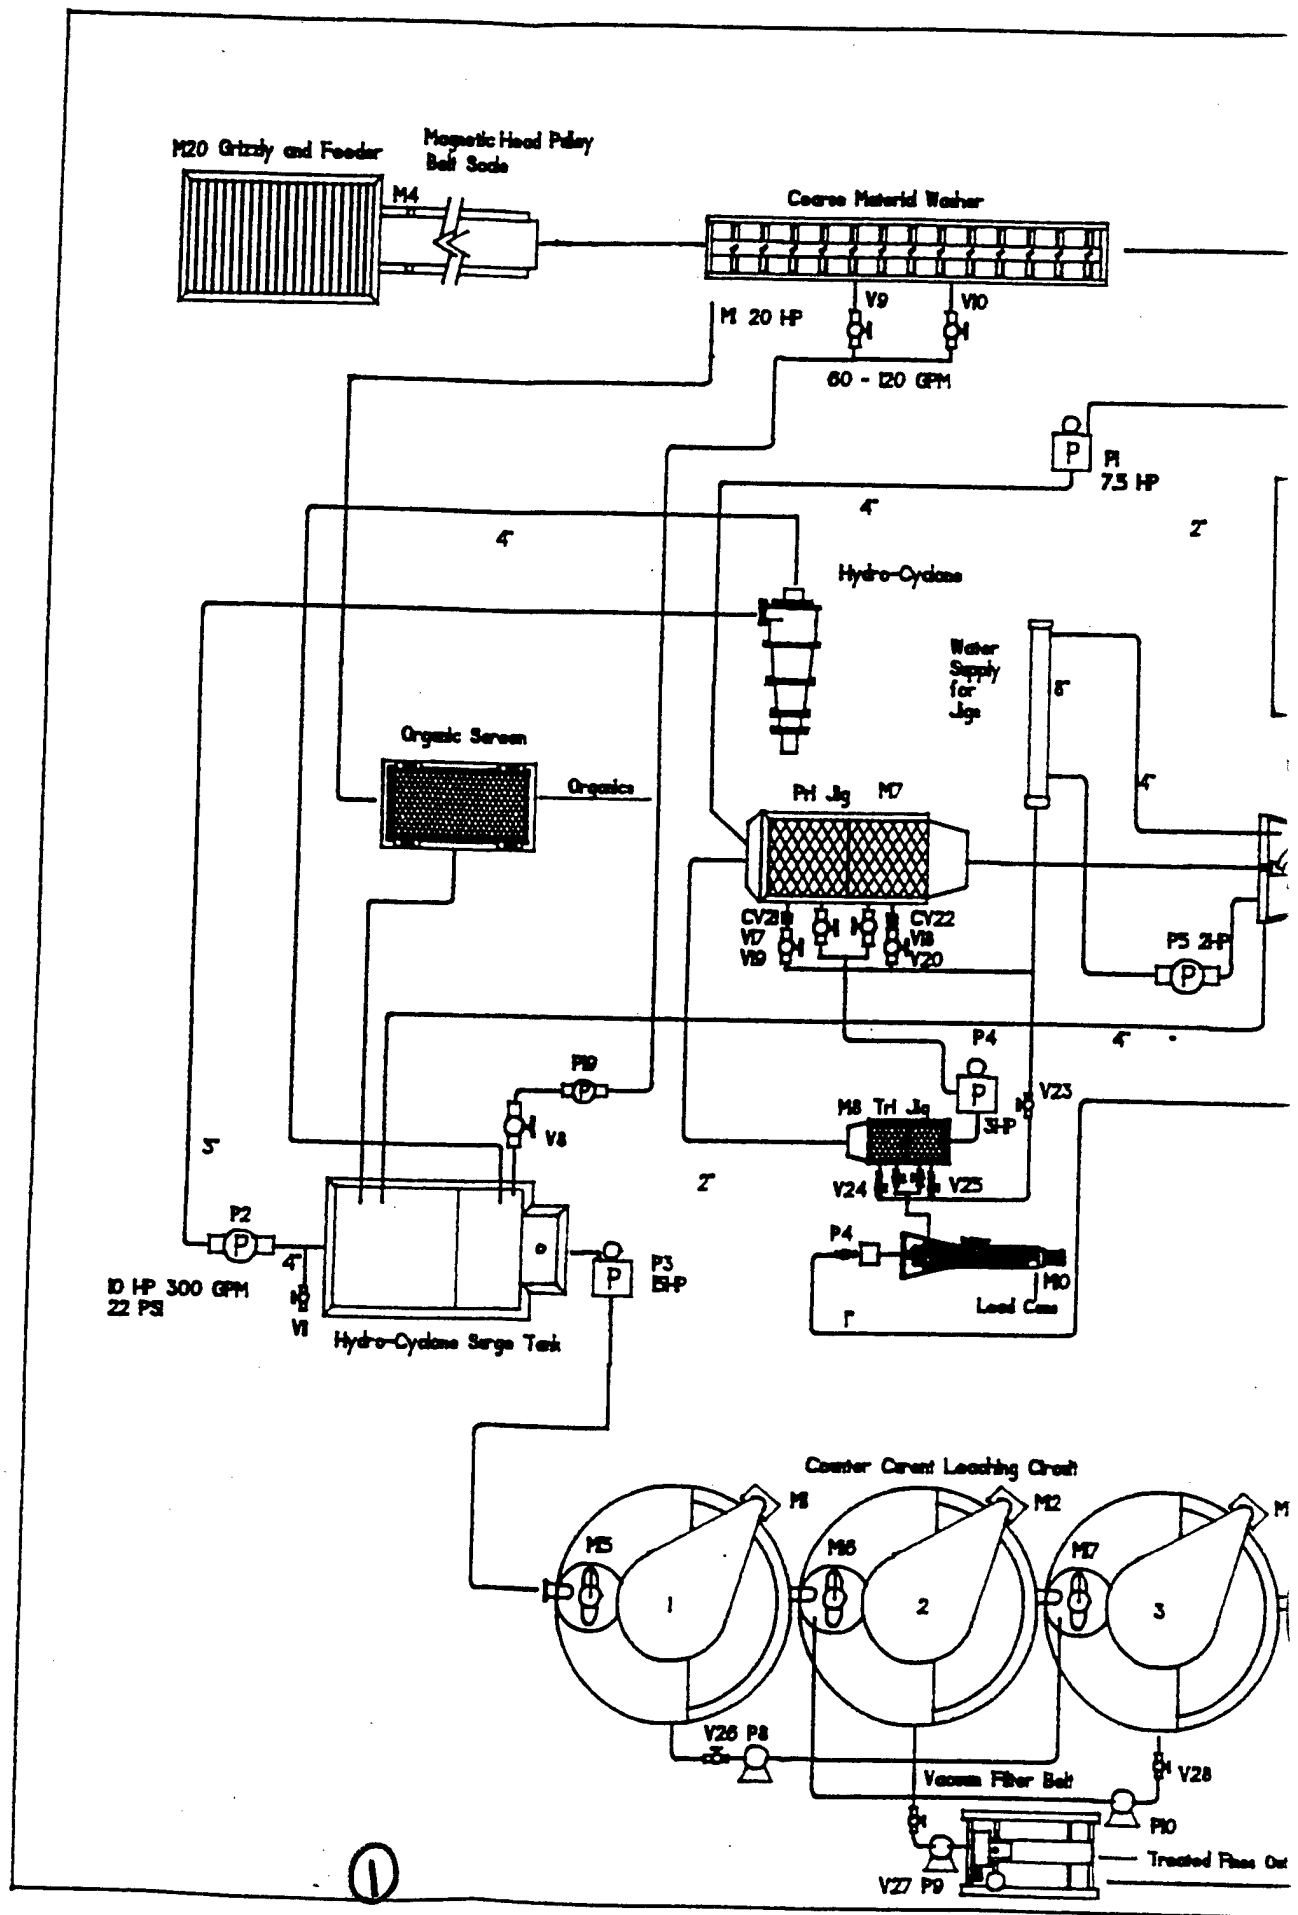 M20 Grizzly and Feeder
Magnetic Head Pulley
Belt Scale
M4
Coarse Material Washer
M1 20 HP
V9
V10
60 - 120 GPM
P
P1
7.5 HP
4"
4"
2"
Hydro-Cyclone
Water
Supply
for
Jigs
8"
4"
Organic Screen
Organics
Pri Jig M7
CV21
V17
V19
CV22
V18
V20
P5 2HP
P
4"
P4
P
3HP
V23
P19
P
V8
M8 Tri Jig
3"
2"
V24
V25
P2
P
4"
10 HP 300 GPM
22 PSI
V11
P3
15HP
P
Hydro-Cyclone Surge Tank
P4
M10
Lead Conc
1"
Counter Curent Leaching Circuit
M12
M15
M16
M17
1
2
3
V26 P8
Vacuum Filter Belt
V28
P10
V27 P9
Treated Fines Out
1